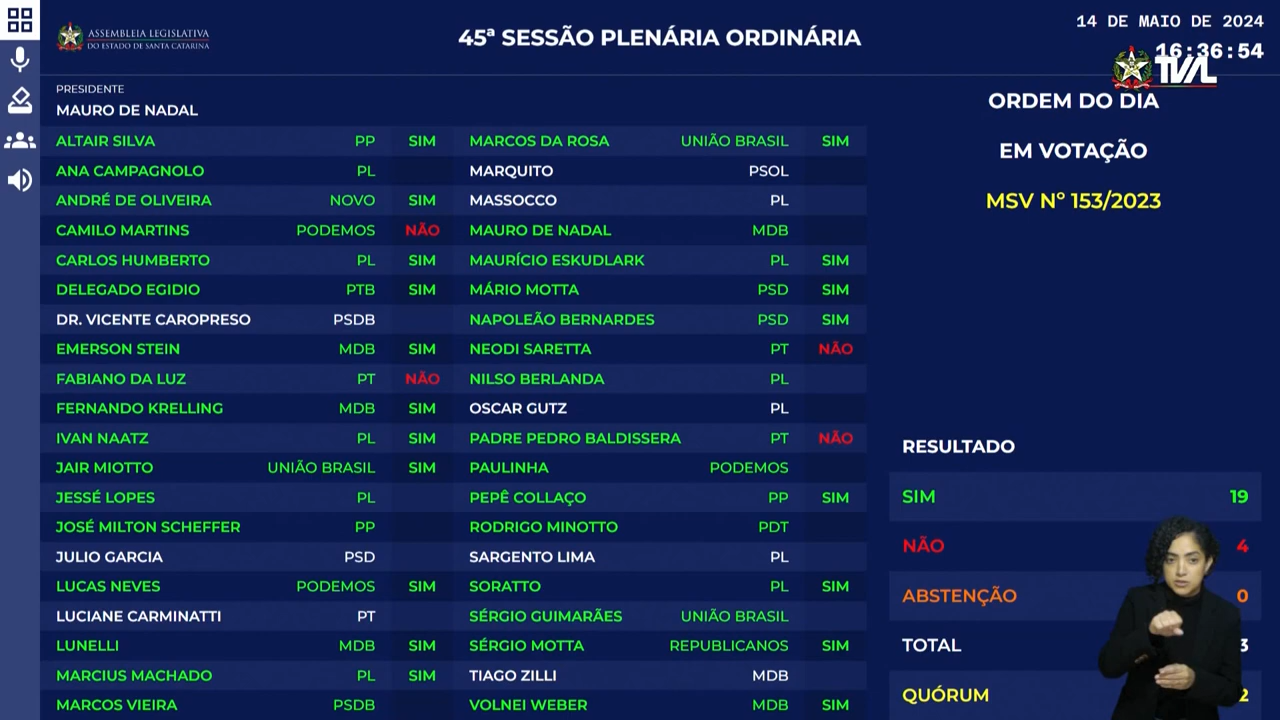 ASSEMBLEIA LEGISLATIVA
DO ESTADO DE SANTA CATARINA
45ª SESSÃO PLENÁRIA ORDINÁRIA
14 DE MAIO DE 2024
16:36:54
TVAL
PRESIDENTE
MAURO DE NADAL
ALTAIR SILVA PP SIM
ANA CAMPAGNOLO PL
ANDRÉ DE OLIVEIRA NOVO SIM
CAMILO MARTINS PODEMOS NÃO
CARLOS HUMBERTO PL SIM
DELEGADO EGIDIO PTB SIM
DR. VICENTE CAROPRESO PSDB
EMERSON STEIN MDB SIM
FABIANO DA LUZ PT NÃO
FERNANDO KRELLING MDB SIM
IVAN NAATZ PL SIM
JAIR MIOTTO UNIÃO BRASIL SIM
JESSÉ LOPES PL
JOSÉ MILTON SCHEFFER PP
JULIO GARCIA PSD
LUCAS NEVES PODEMOS SIM
LUCIANE CARMINATTI PT
LUNELLI MDB SIM
MARCIUS MACHADO PL SIM
MARCOS VIEIRA PSDB
MARCOS DA ROSA UNIÃO BRASIL SIM
MARQUITO PSOL
MASSOCCO PL
MAURO DE NADAL MDB
MAURÍCIO ESKUDLARK PL SIM
MÁRIO MOTTA PSD SIM
NAPOLEÃO BERNARDES PSD SIM
NEODI SARETTA PT NÃO
NILSO BERLANDA PL
OSCAR GUTZ PL
PADRE PEDRO BALDISSERA PT NÃO
PAULINHA PODEMOS
PEPÊ COLLAÇO PP SIM
RODRIGO MINOTTO PDT
SARGENTO LIMA PL
SORATTO PL SIM
SÉRGIO GUIMARÃES UNIÃO BRASIL
SÉRGIO MOTTA REPUBLICANOS SIM
TIAGO ZILLI MDB
VOLNEI WEBER MDB SIM
ORDEM DO DIA
EM VOTAÇÃO
MSV Nº 153/2023
RESULTADO
SIM 19
NÃO 4
ABSTENÇÃO 0
TOTAL
QUÓRUM